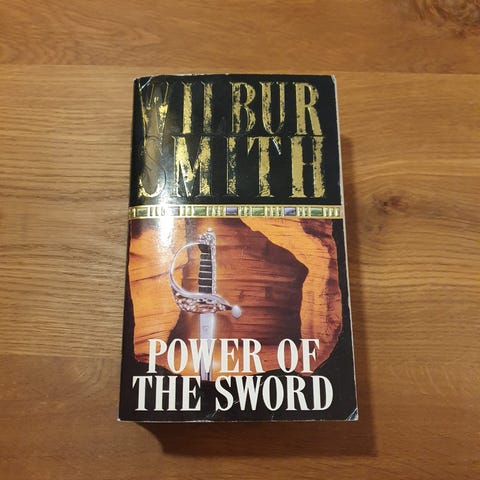 WILBUR
SMITH
POWER OF
THE SWORD